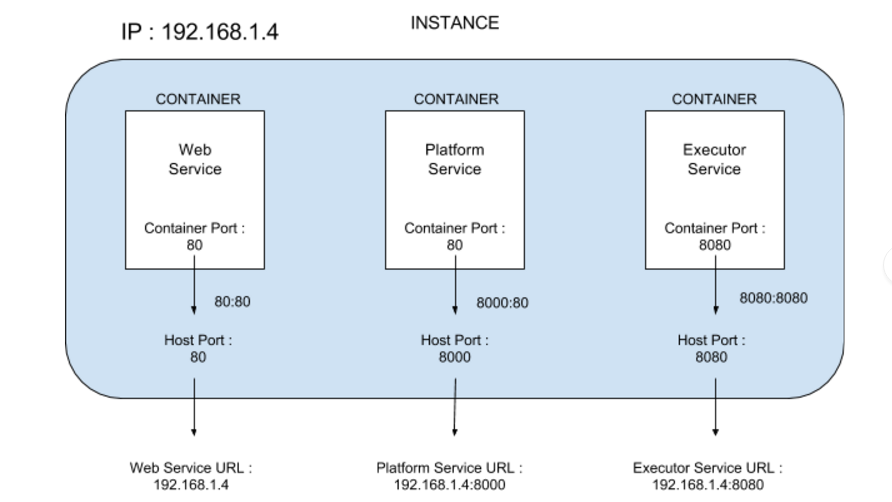 IP : 192.168.1.4
INSTANCE
CONTAINER
Web
Service
Container Port :
80
80:80
Host Port :
80
Web Service URL :
192.168.1.4
CONTAINER
Platform
Service
Container Port :
80
8000:80
Host Port :
8000
Platform Service URL :
192.168.1.4:8000
CONTAINER
Executor
Service
Container Port :
8080
8080:8080
Host Port :
8080
Executor Service URL :
192.168.1.4:8080